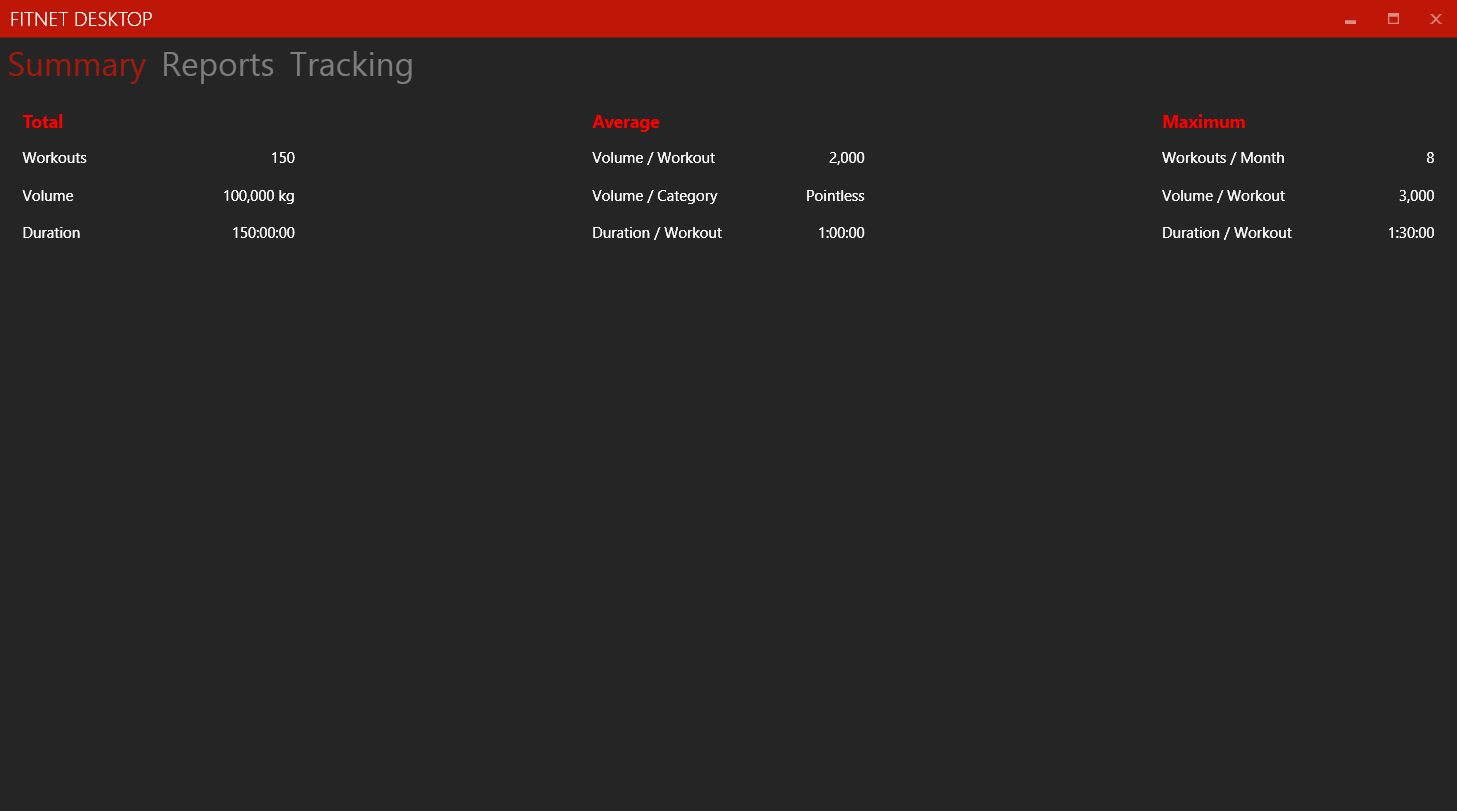 FITNET DESKTOP
Summary Reports Tracking
Total
Workouts 150
Volume 100,000 kg
Duration 150:00:00
Average
Volume / Workout 2,000
Volume / Category Pointless
Duration / Workout 1:00:00
Maximum
Workouts / Month 8
Volume / Workout 3,000
Duration / Workout 1:30:00